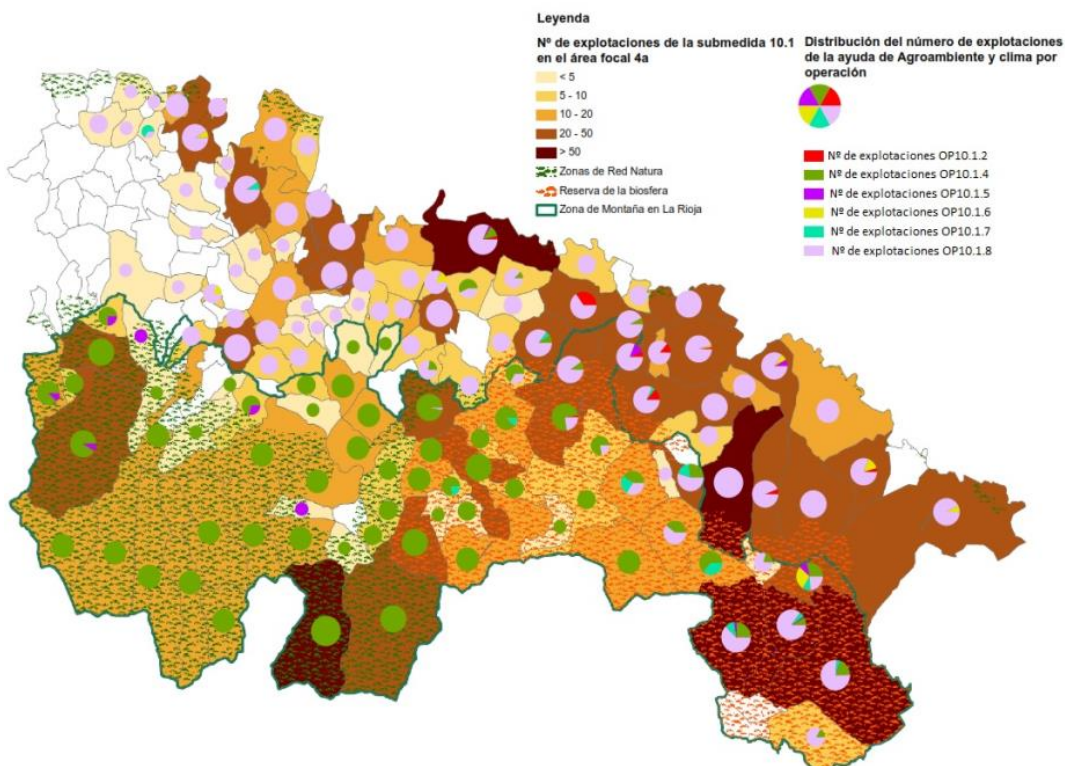 Leyenda
Nº de explotaciones de la submedida 10.1
en el área focal 4a
< 5
5 - 10
10 - 20
20 - 50
> 50
Zonas de Red Natura
Reserva de la biosfera
Zona de Montaña en La Rioja
Distribución del número de explotaciones
de la ayuda de Agroambiente y clima por
operación
Nº de explotaciones OP10.1.2
Nº de explotaciones OP10.1.4
Nº de explotaciones OP10.1.5
Nº de explotaciones OP10.1.6
Nº de explotaciones OP10.1.7
Nº de explotaciones OP10.1.8